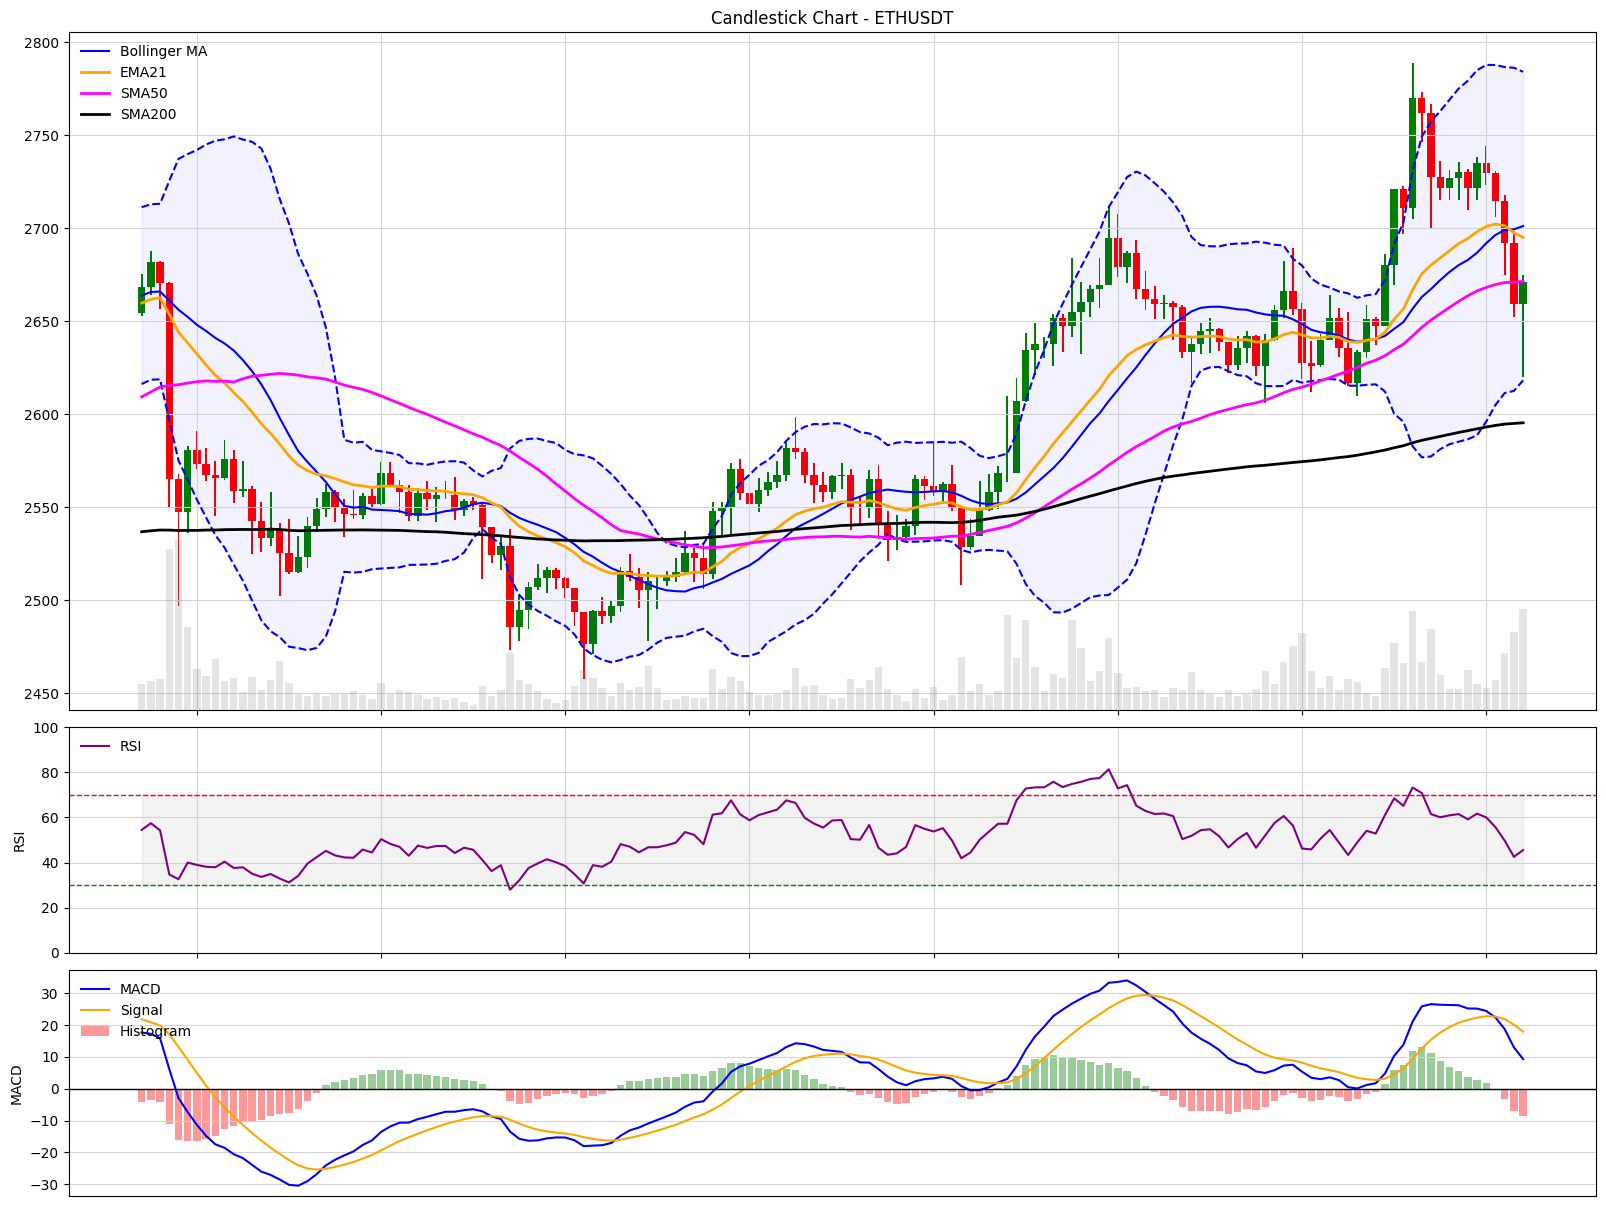 Candlestick Chart - ETHUSDT
Bollinger MA
EMA21
SMA50
SMA200
2800
2750
2700
2650
2600
2550
2500
2450
RSI
RSI
100
80
60
40
20
0
MACD
Signal
Histogram
MACD
30
20
10
0
−10
−20
−30